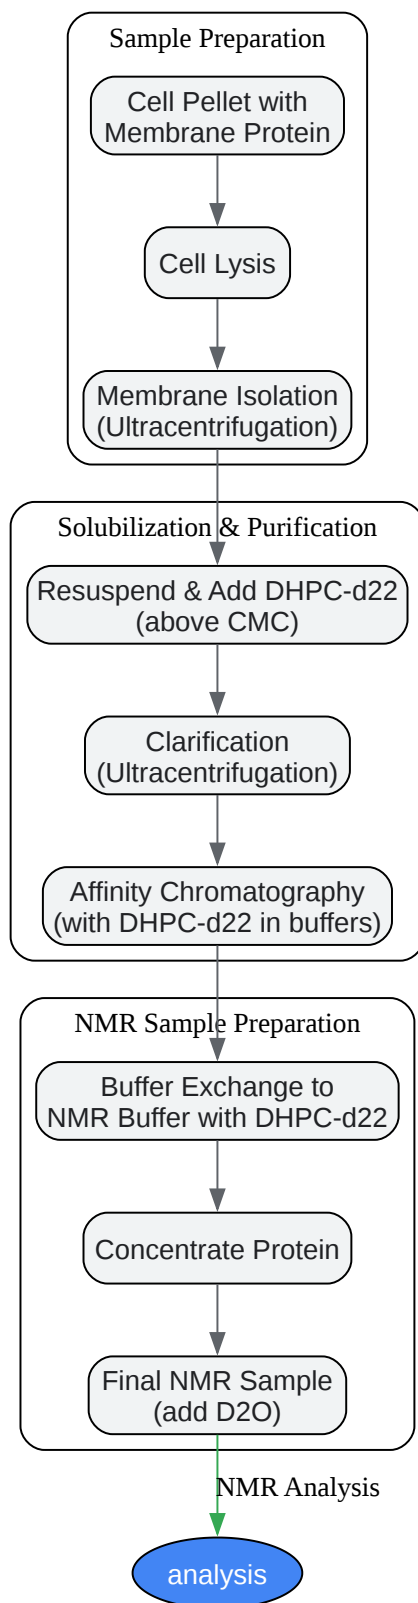 Sample Preparation
Cell Pellet with
Membrane Protein
Cell Lysis
Membrane Isolation
(Ultracentrifugation)
Solubilization & Purification
Resuspend & Add DHPC-d22
(above CMC)
Clarification
(Ultracentrifugation)
Affinity Chromatography
(with DHPC-d22 in buffers)
NMR Sample Preparation
Buffer Exchange to
NMR Buffer with DHPC-d22
Concentrate Protein
Final NMR Sample
(add D2O)
NMR Analysis
analysis